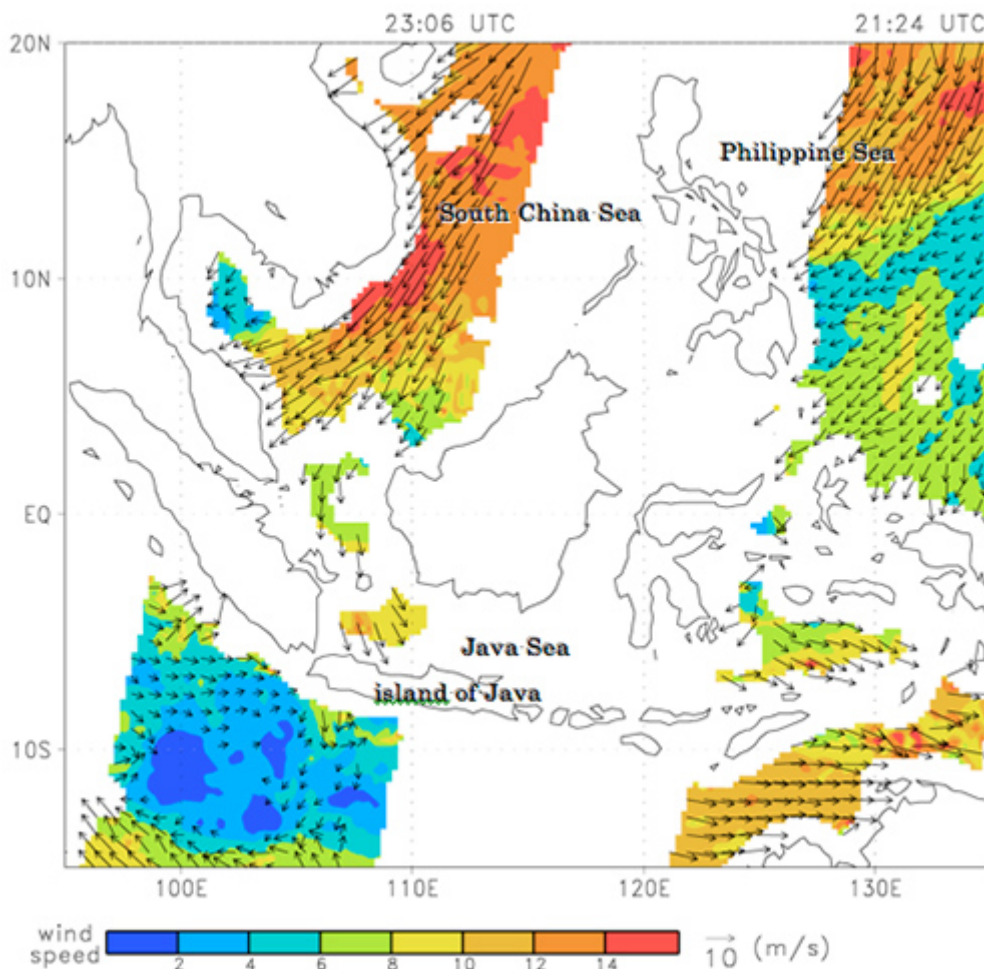 23:06 UTC 21:24 UTC
20N
Philippine Sea
South China Sea
10N
EQ
Java Sea
island of Java
10S
100E 110E 120E 130E
wind speed
2 4 6 8 10 12 14
10 (m/s)